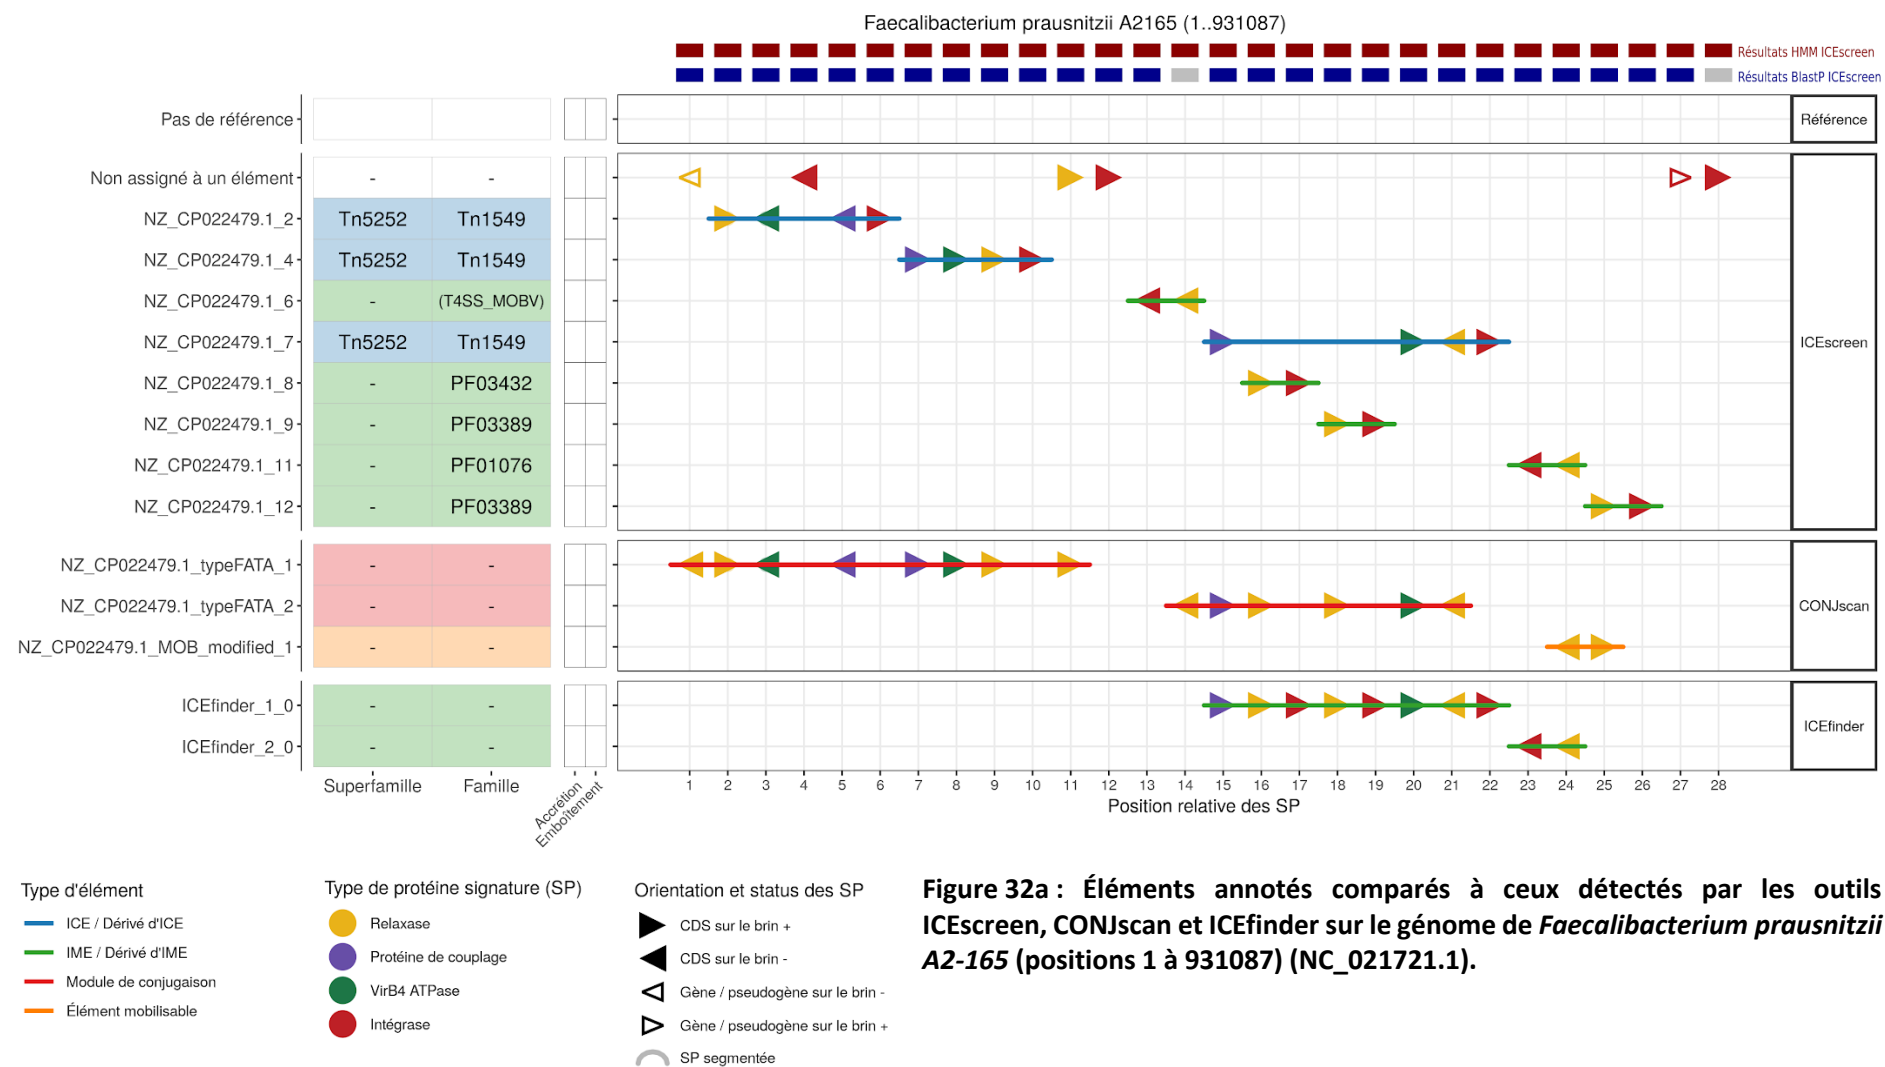 Faecalibacterium prausnitzii A2165 (1..931087)
Résultats HMM ICEscreen
Résultats BlastP ICEscreen
Pas de référence
Référence
Non assigné à un élément - -
NZ_CP022479.1_2 Tn5252 Tn1549
NZ_CP022479.1_4 Tn5252 Tn1549
NZ_CP022479.1_6 - (T4SS_MOBV)
NZ_CP022479.1_7 Tn5252 Tn1549
ICEscreen
NZ_CP022479.1_8 - PF03432
NZ_CP022479.1_9 - PF03389
NZ_CP022479.1_11 - PF01076
NZ_CP022479.1_12 - PF03389
NZ_CP022479.1_typeFATA_1 - -
NZ_CP022479.1_typeFATA_2 - -
CONJscan
NZ_CP022479.1_MOB_modified_1 - -
ICEfinder_1_0 - -
ICEfinder
ICEfinder_2_0 - -
Superfamille Famille
Accrétion
Emboîtement
1 2 3 4 5 6 7 8 9 10 11 12 13 14 15 16 17 18 19 20 21 22 23 24 25 26 27 28
Position relative des SP
Type d'élément
ICE / Dérivé d'ICE
IME / Dérivé d'IME
Module de conjugaison
Élément mobilisable
Type de protéine signature (SP)
Relaxase
Protéine de couplage
VirB4 ATPase
Intégrase
Orientation et status des SP
CDS sur le brin +
CDS sur le brin -
Gène / pseudogène sur le brin -
Gène / pseudogène sur le brin +
SP segmentée
Figure 32a : Éléments annotés comparés à ceux détectés par les outils
ICEscreen, CONJscan et ICEfinder sur le génome de Faecalibacterium prausnitzii
A2-165 (positions 1 à 931087) (NC_021721.1).